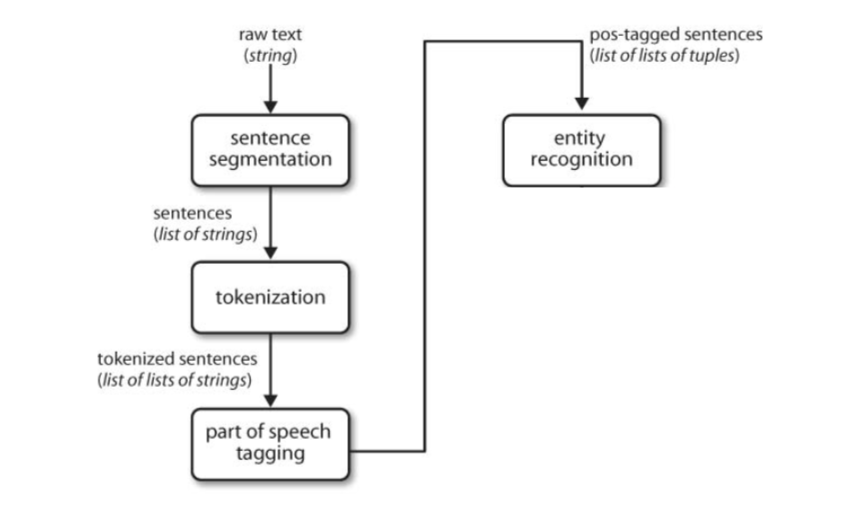 raw text
(string)
sentence
segmentation
sentences
(list of strings)
tokenization
tokenized sentences
(list of lists of strings)
part of speech
tagging
pos-tagged sentences
(list of lists of tuples)
entity
recognition